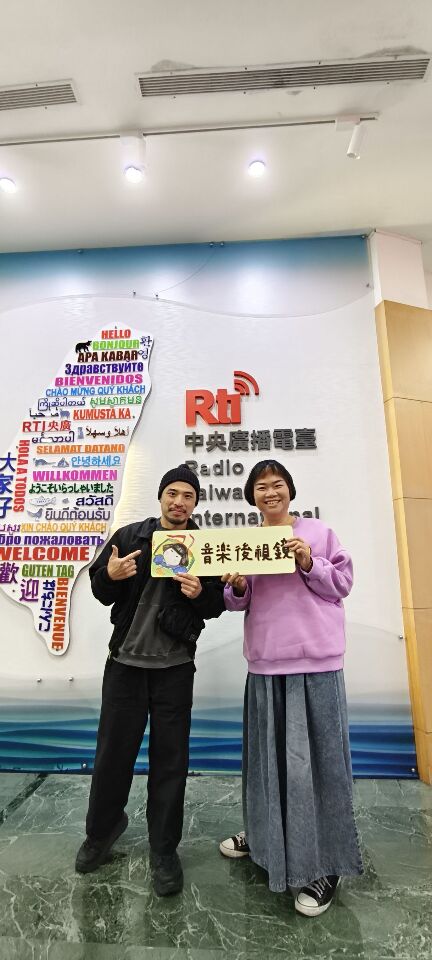 HELLO
BONJOUR
APA KABAR
Здравствуйте
BIENVENIDOS
CHÀO MỪNG QUÝ KHÁCH
KUMUSTA KA
RTI 央廣
أهلا وسهلا
SELAMAT DATANG
안녕하세요
WILLKOMMEN
ようこそいらっしゃいました
สวัสดี
ยินดีต้อนรับ
XIN CHÀO QUÝ KHÁCH
Добро пожаловать
WELCOME
GUTEN TAG
歡
迎
BIENVENUE
HOLA A TODOS
大家好
환영
Rti
中央廣播電臺
Radio
Taiwan
International
音樂後視鏡